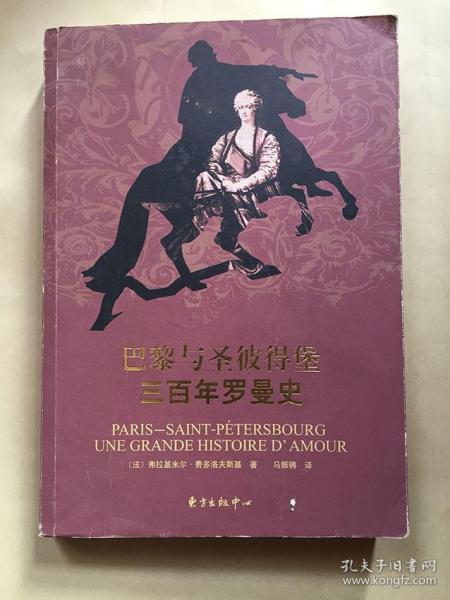 巴黎与圣彼得堡
三百年罗曼史
PARIS—SAINT-PÉTERSBOURG
UNE GRANDE HISTOIRE D'AMOUR
〔法〕弗拉基米尔·费多洛夫斯基 著 马振骋 译
东方出版中心
孔夫子旧书网
www.kongfz.com